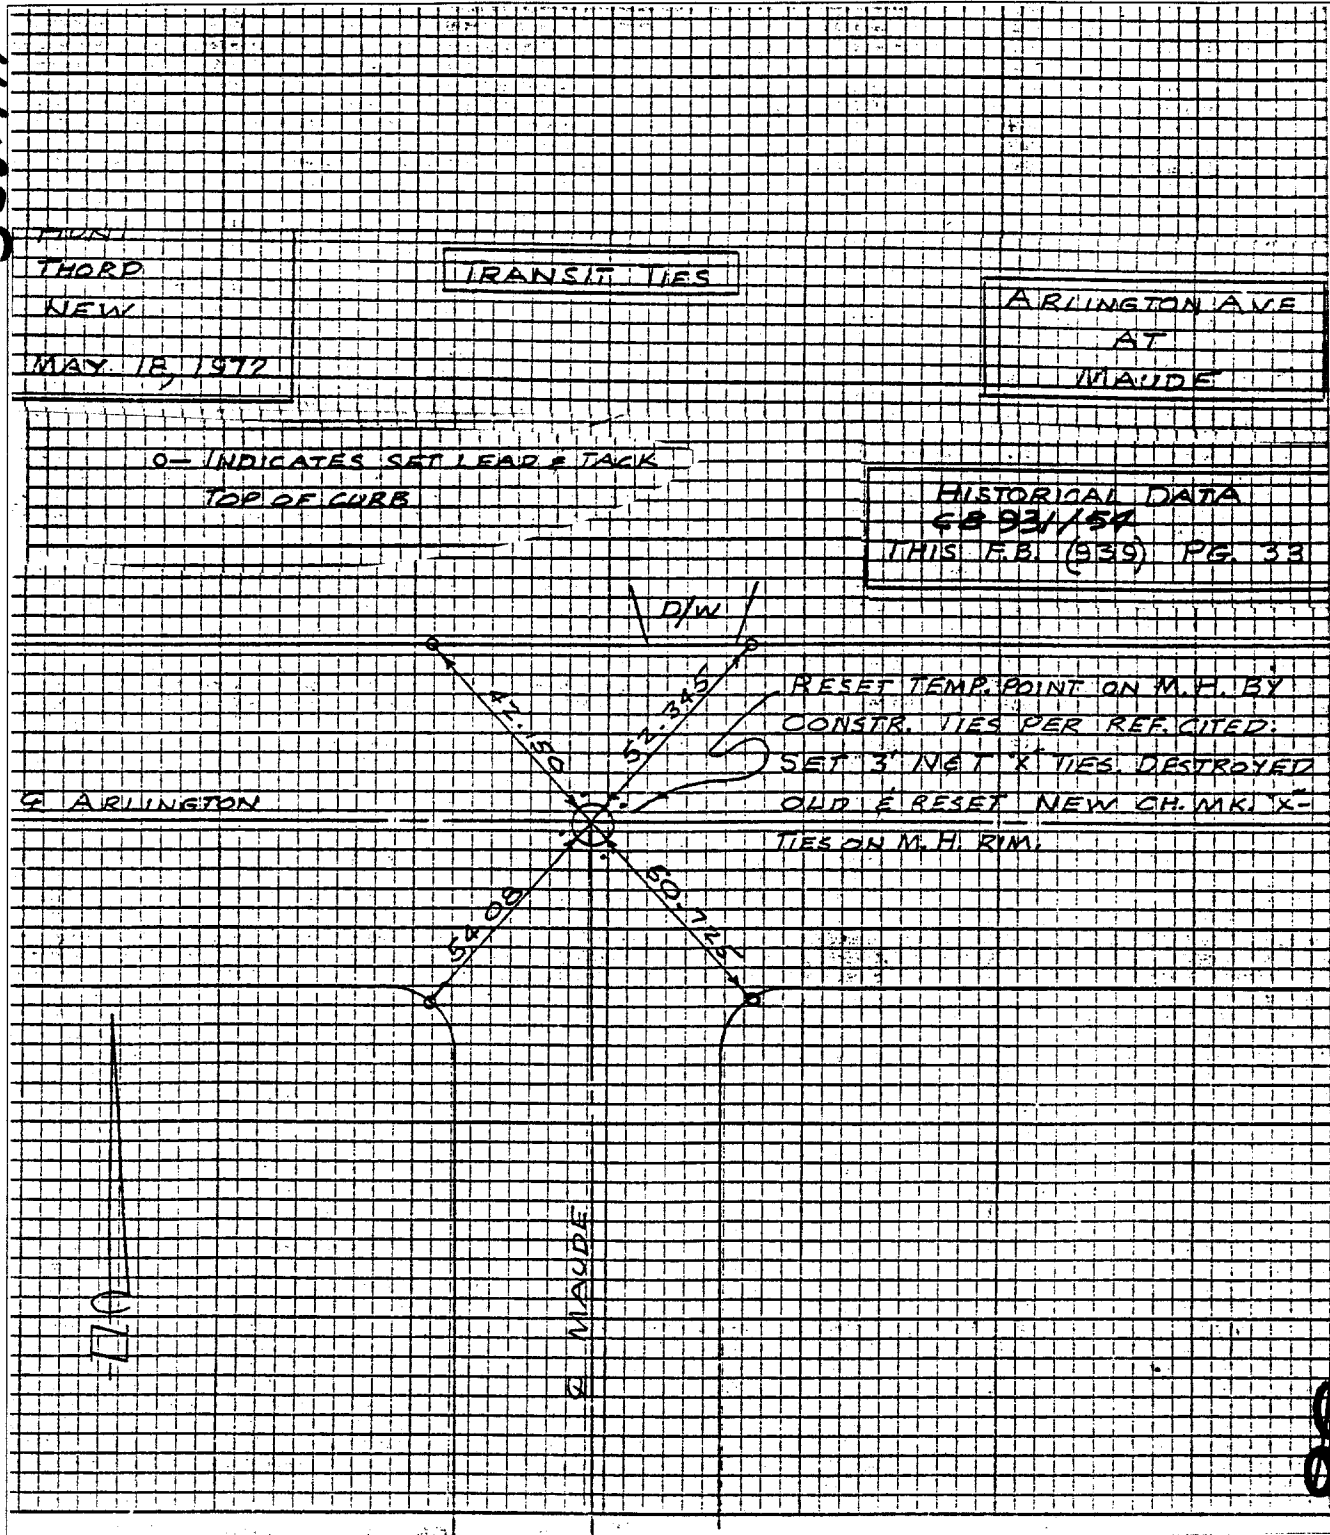 THORP
NEW
MAY 18, 1972
TRANSIT TIES
ARLINGTON AVE
AT
MAUDE
O- INDICATES SET LEAD & TACK
TOP OF CURB
HISTORICAL DATA
CB 931/54
THIS F.B. (939) PG. 33
D/W
42.150
52.345
RESET TEMP. POINT ON M.H. BY
CONSTR. TIES PER REF. CITED.
SET 3' NET "X" TIES. DESTROYED
OLD & RESET NEW CH. MK. "X"-
TIES ON M.H. RIM.
℄ ARLINGTON
54.08
50.725
℄ MAUDE